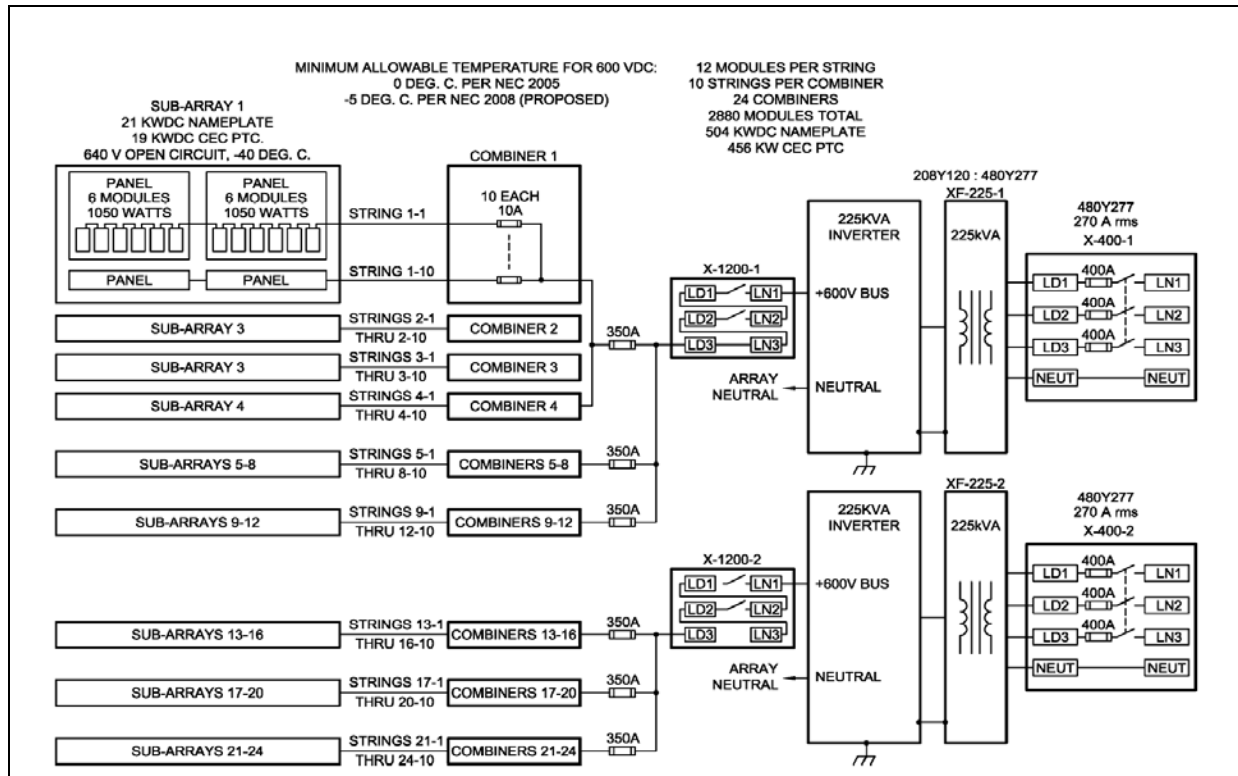 MINIMUM ALLOWABLE TEMPERATURE FOR 600 VDC:
0 DEG. C. PER NEC 2005
-5 DEG. C. PER NEC 2008 (PROPOSED)
12 MODULES PER STRING
10 STRINGS PER COMBINER
24 COMBINERS
2880 MODULES TOTAL
504 KWDC NAMEPLATE
456 KW CEC PTC
SUB-ARRAY 1
21 KWDC NAMEPLATE
19 KWDC CEC PTC.
640 V OPEN CIRCUIT, -40 DEG. C.
PANEL
6 MODULES
1050 WATTS
PANEL
6 MODULES
1050 WATTS
PANEL
PANEL
STRING 1-1
STRING 1-10
COMBINER 1
10 EACH
10A
SUB-ARRAY 3
STRINGS 2-1
THRU 2-10
COMBINER 2
SUB-ARRAY 3
STRINGS 3-1
THRU 3-10
COMBINER 3
SUB-ARRAY 4
STRINGS 4-1
THRU 4-10
COMBINER 4
350A
SUB-ARRAYS 5-8
STRINGS 5-1
THRU 8-10
COMBINERS 5-8
350A
SUB-ARRAYS 9-12
STRINGS 9-1
THRU 12-10
COMBINERS 9-12
350A
X-1200-1
LD1
LN1
LD2
LN2
LD3
LN3
225KVA
INVERTER
+600V BUS
ARRAY
NEUTRAL
NEUTRAL
208Y120 : 480Y277
XF-225-1
225kVA
480Y277
270 A rms
X-400-1
LD1
400A
LN1
LD2
400A
LN2
LD3
400A
LN3
NEUT
NEUT
SUB-ARRAYS 13-16
STRINGS 13-1
THRU 16-10
COMBINERS 13-16
350A
SUB-ARRAYS 17-20
STRINGS 17-1
THRU 20-10
COMBINERS 17-20
350A
SUB-ARRAYS 21-24
STRINGS 21-1
THRU 24-10
COMBINERS 21-24
350A
X-1200-2
LD1
LN1
LD2
LN2
LD3
LN3
225KVA
INVERTER
+600V BUS
ARRAY
NEUTRAL
NEUTRAL
XF-225-2
225kVA
480Y277
270 A rms
X-400-2
LD1
400A
LN1
LD2
400A
LN2
LD3
400A
LN3
NEUT
NEUT